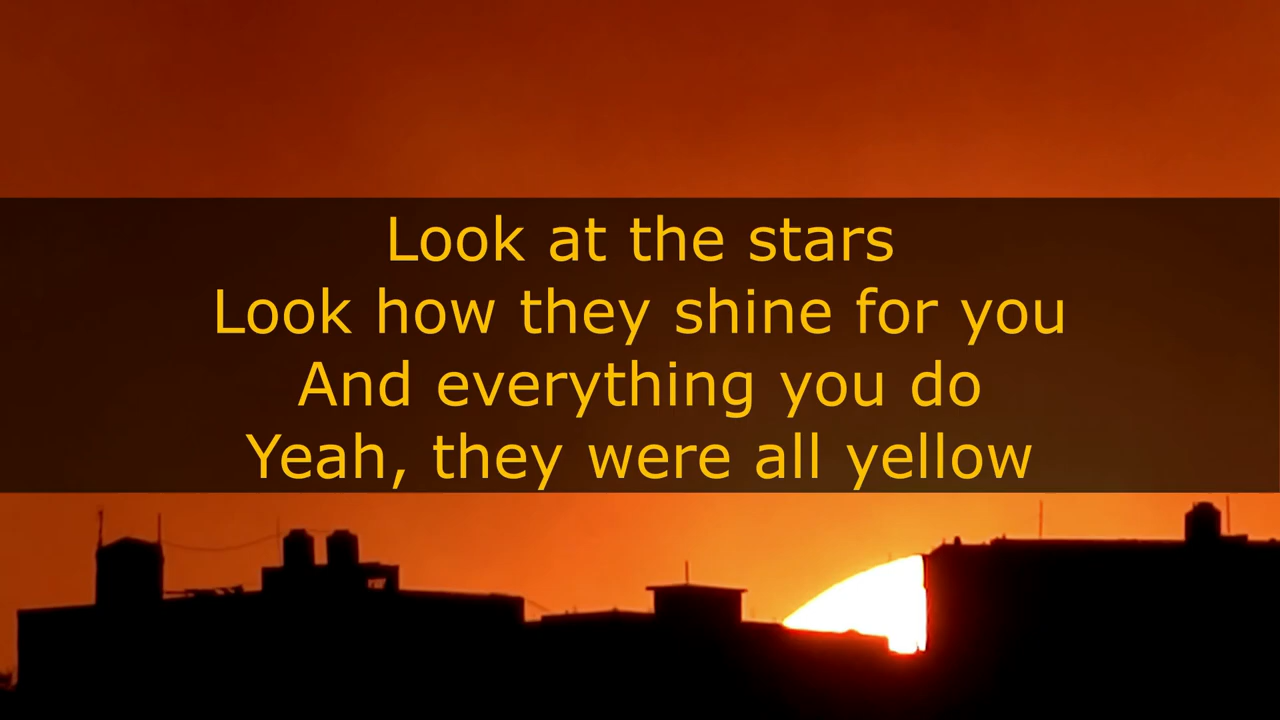 Look at the stars
Look how they shine for you
And everything you do
Yeah, they were all yellow